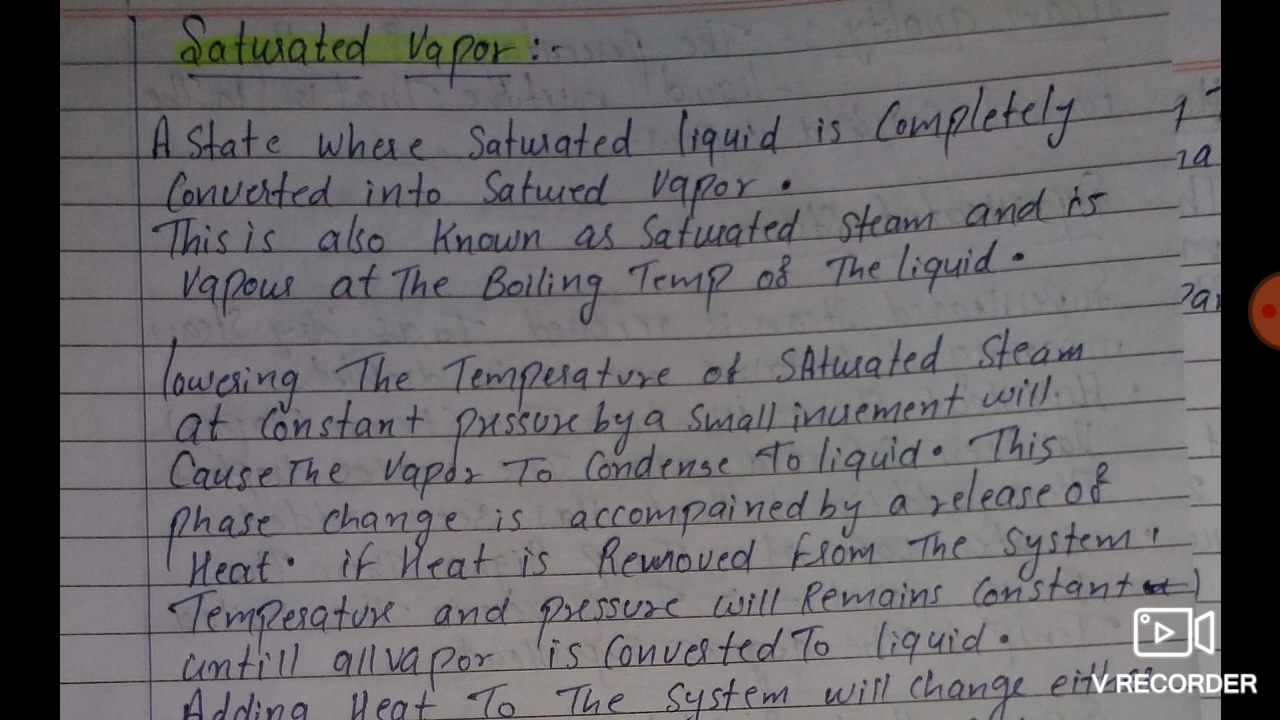 Saturated Vapor :-
A State where Saturated liquid is Completely
Converted into Satured Vapor.
This is also Known as Saturated Steam and is
Vapour at The Boiling Temp of The liquid.
lowering The Temperature of SAturated Steam
at Constant pressure by a small increment will
Cause The Vapor To Condense To liquid. This
phase change is accompained by a release of
Heat. if Heat is Removed from The System,
Temperature and pressure will Remains Constant
untill all vapor is Converted To liquid.
Adding Heat To The System will change either
V RECORDER